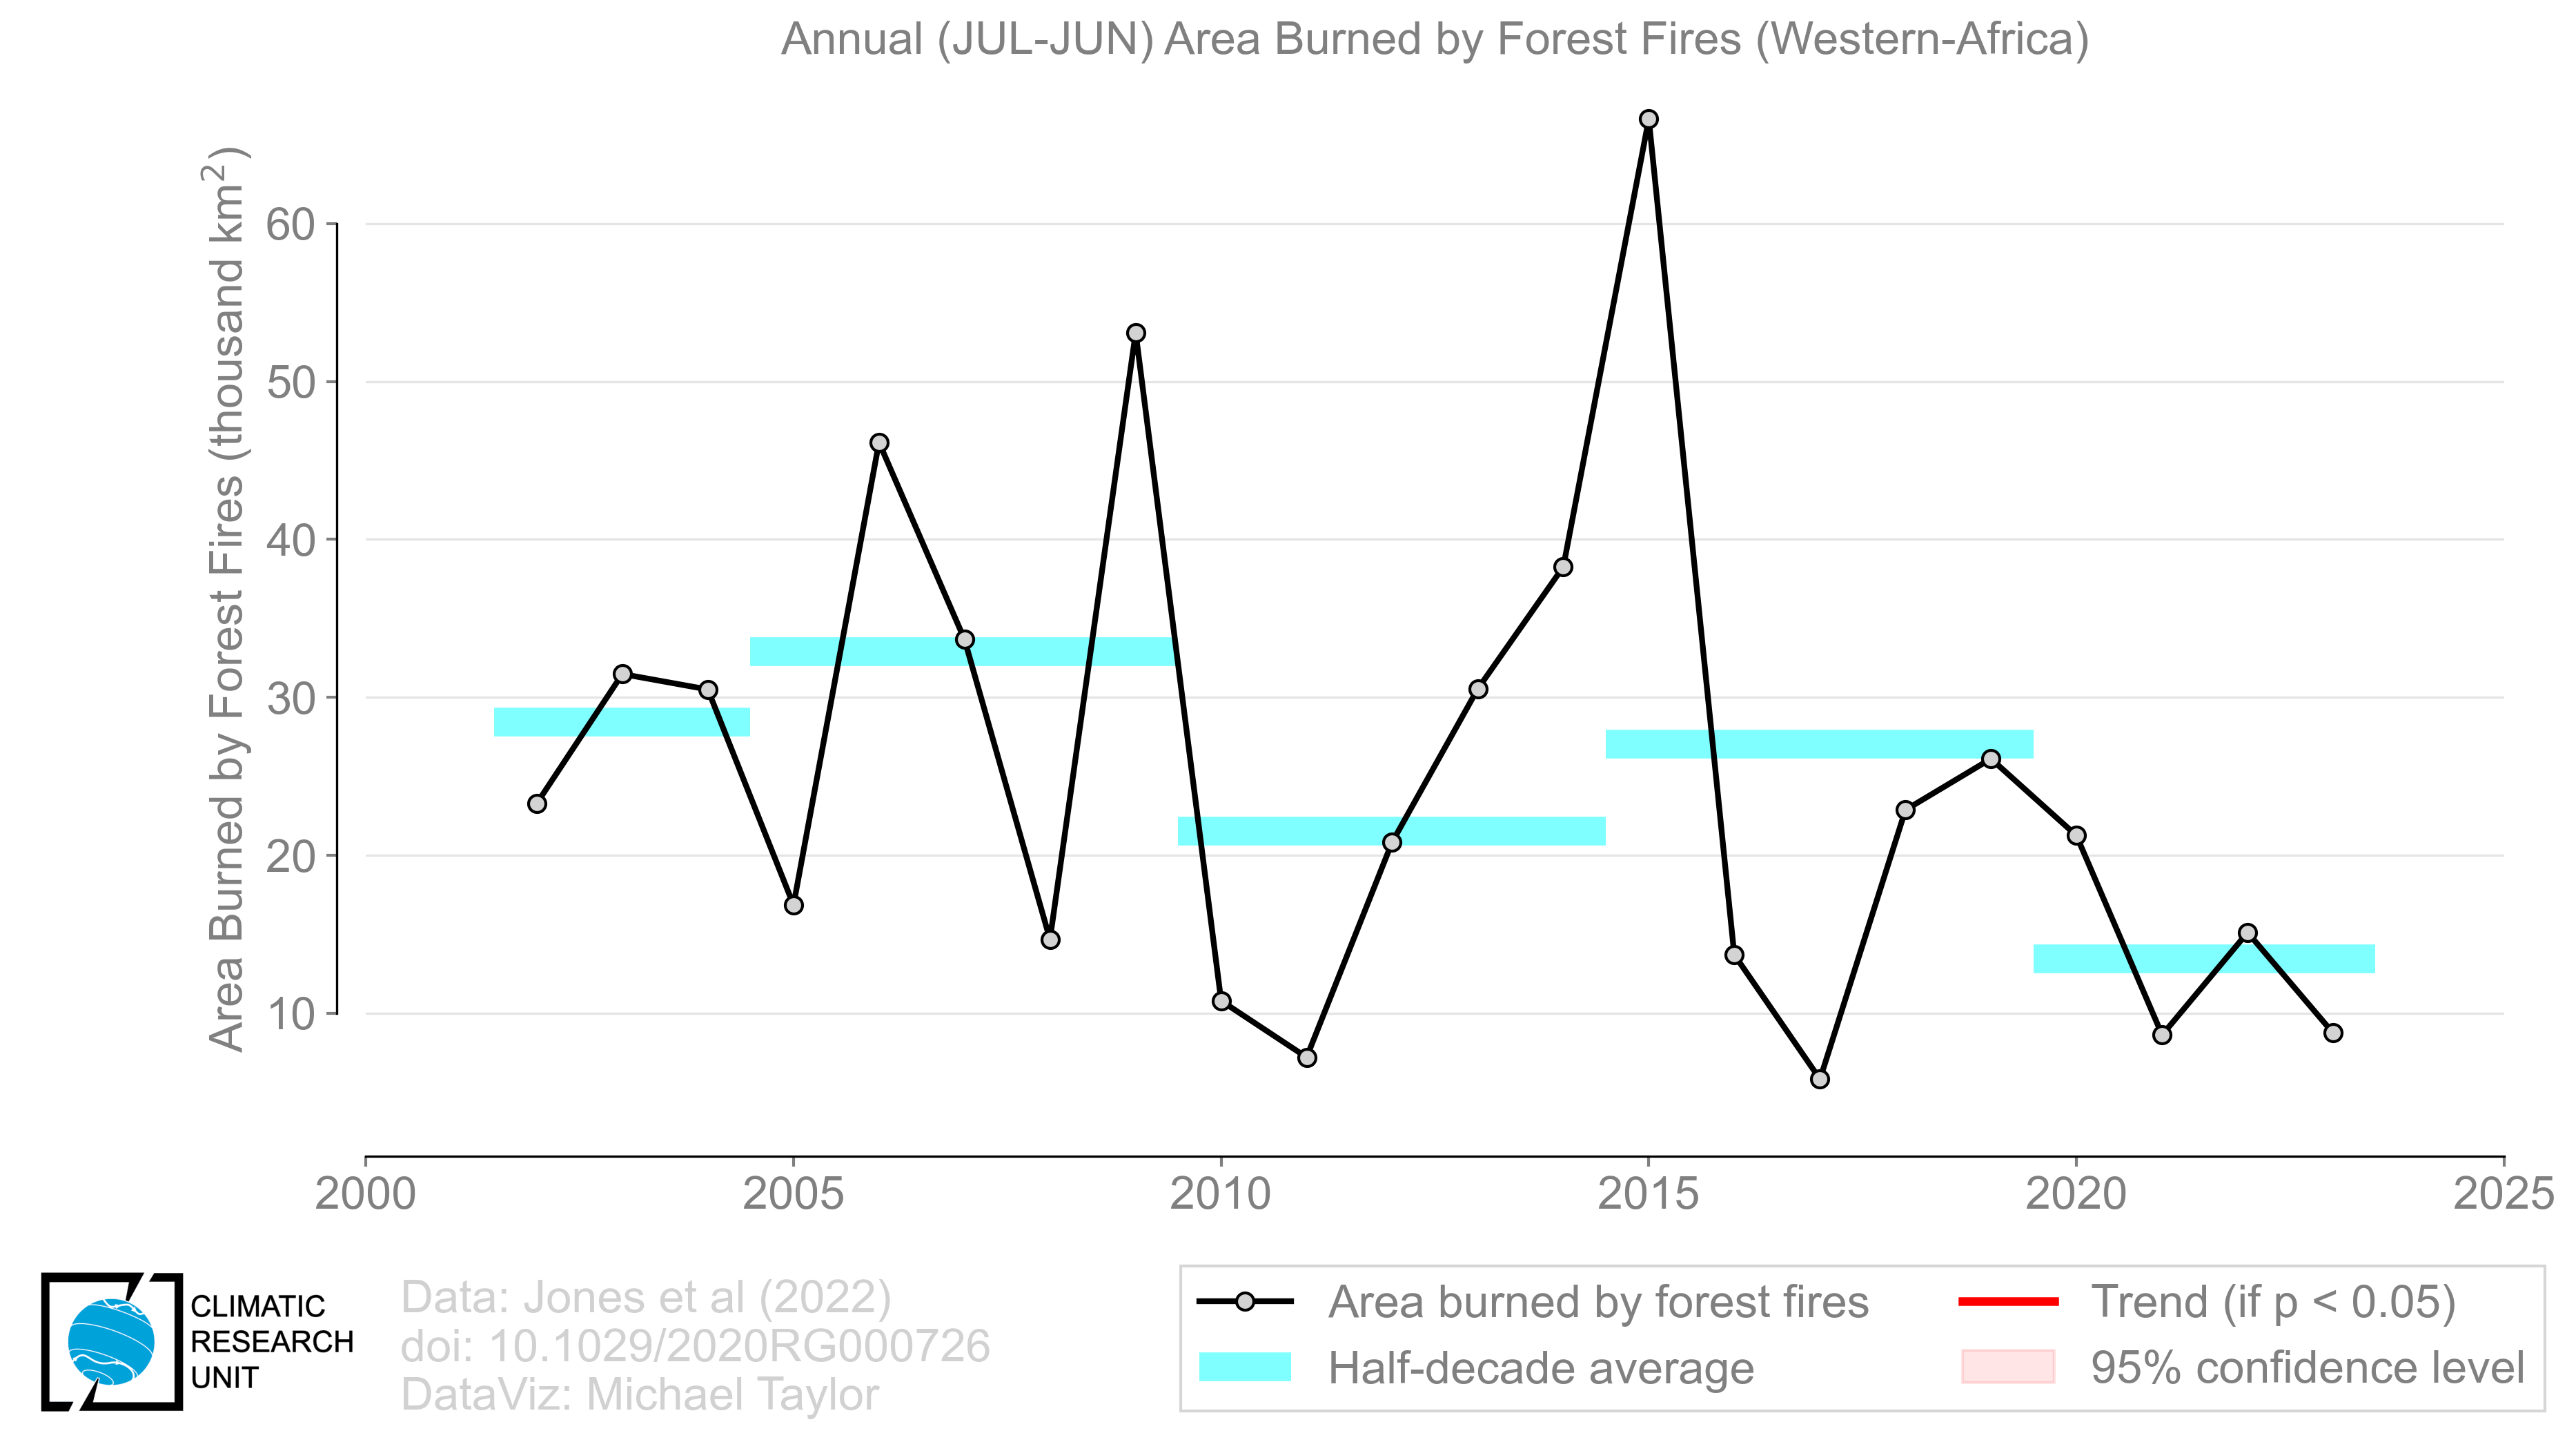 Annual (JUL-JUN) Area Burned by Forest Fires (Western-Africa)
Area Burned by Forest Fires (thousand km²)
60
50
40
30
20
10
2000 2005 2010 2015 2020 2025
CLIMATIC
RESEARCH
UNIT
Data: Jones et al (2022)
doi: 10.1029/2020RG000726
DataViz: Michael Taylor
Area burned by forest fires
Half-decade average
Trend (if p < 0.05)
95% confidence level